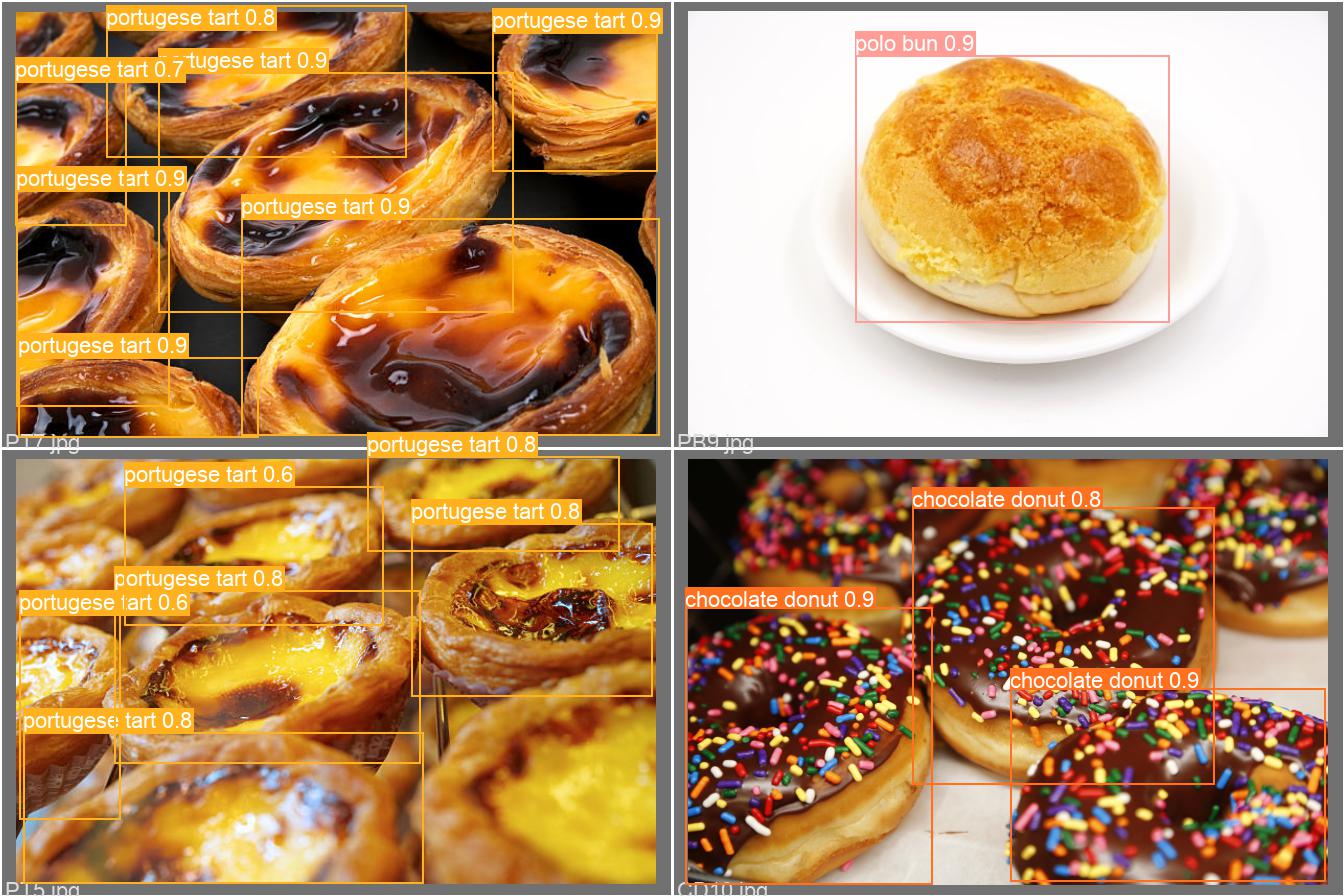 portugese tart 0.8
portugese tart 0.9
portugese tart 0.9
portugese tart 0.7
portugese tart 0.9
portugese tart 0.9
portugese tart 0.9
PT7.jpg
polo bun 0.9
PB9.jpg
portugese tart 0.8
portugese tart 0.6
portugese tart 0.8
portugese tart 0.8
portugese tart 0.6
portugese tart 0.8
PT5.jpg
chocolate donut 0.8
chocolate donut 0.9
chocolate donut 0.9
CD10.jpg